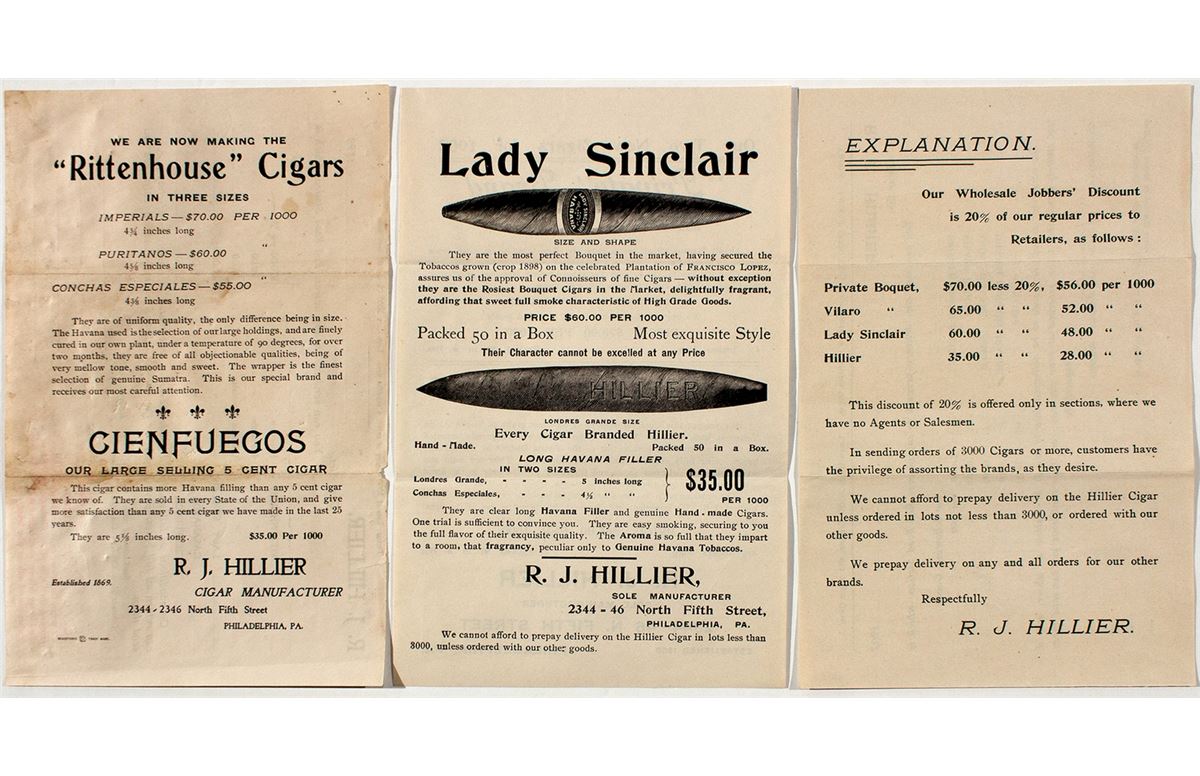 WE ARE NOW MAKING THE
"Rittenhouse" Cigars
IN THREE SIZES
IMPERIALS—$70.00 PER 1000
4¾ inches long
PURITANOS—$60.00 "
4⅝ inches long
CONCHAS ESPECIALES—$55.00 "
4⅜ inches long
They are of uniform quality, the only difference being in size.
The Havana used is the selection of our large holdings, and are finely
cured in our own plant, under a temperature of 90 degrees, for over
two months, they are free of all objectionable qualities, being of
very mellow tone, smooth and sweet. The wrapper is the finest
selection of genuine Sumatra. This is our special brand and
receives our most careful attention.
CIENFUEGOS
OUR LARGE SELLING 5 CENT CIGAR
This cigar contains more Havana filling than any 5 cent cigar
we know of. They are sold in every State of the Union, and give
more satisfaction than any 5 cent cigar we have made in the last 25
years.
They are 5⅜ inches long. $35.00 Per 1000
R. J. HILLIER
Established 1869. CIGAR MANUFACTURER
2344-2346 North Fifth Street
PHILADELPHIA, PA.
Lady Sinclair
LADY SINCLAIR
HAVANA
SIZE AND SHAPE
They are the most perfect Bouquet in the market, having secured the
Tobaccos grown (crop 1898) on the celebrated Plantation of FRANCISCO LOPEZ,
assures us of the approval of Connoisseurs of fine Cigars — without exception
they are the Rosiest Bouquet Cigars in the Market, delightfully fragrant,
affording that sweet full smoke characteristic of High Grade Goods.
PRICE $60.00 PER 1000
Packed 50 in a Box Most exquisite Style
Their Character cannot be excelled at any Price
HILLIER
LONDRES GRANDE SIZE
Every Cigar Branded Hillier.
Hand-Made. Packed 50 in a Box.
LONG HAVANA FILLER
IN TWO SIZES
Londres Grande, - - - - 5 inches long
Conchas Especiales, - - - 4½ " "
$35.00
PER 1000
They are clear long Havana Filler and genuine Hand-made Cigars.
One trial is sufficient to convince you. They are easy smoking, securing to you
the full flavor of their exquisite quality. The Aroma is so full that they impart
to a room, that fragrancy, peculiar only to Genuine Havana Tobaccos.
R. J. HILLIER,
SOLE MANUFACTURER
2344-46 North Fifth Street,
PHILADELPHIA, PA.
We cannot afford to prepay delivery on the Hillier Cigar in lots less than
3000, unless ordered with our other goods.
EXPLANATION.
Our Wholesale Jobbers' Discount
is 20% of our regular prices to
Retailers, as follows:
Private Boquet, $70.00 less 20%, $56.00 per 1000
Vilaro " 65.00 " " 52.00 " "
Lady Sinclair 60.00 " " 48.00 " "
Hillier 35.00 " " 28.00 " "
This discount of 20% is offered only in sections, where we
have no Agents or Salesmen.
In sending orders of 3000 Cigars or more, customers have
the privilege of assorting the brands, as they desire.
We cannot afford to prepay delivery on the Hillier Cigar
unless ordered in lots not less than 3000, or ordered with our
other goods.
We prepay delivery on any and all orders for our other
brands.
Respectfully
R. J. HILLIER.